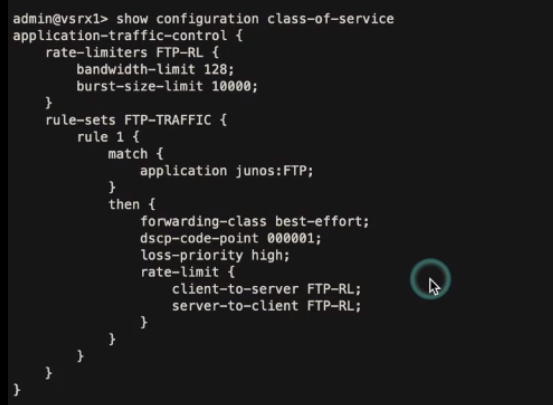 admin@vsrx1> show configuration class-of-service
application-traffic-control {
    rate-limiters FTP-RL {
        bandwidth-limit 128;
        burst-size-limit 10000;
    }
    rule-sets FTP-TRAFFIC {
        rule 1 {
            match {
                application junos:FTP;
            }
            then {
                forwarding-class best-effort;
                dscp-code-point 000001;
                loss-priority high;
                rate-limit {
                    client-to-server FTP-RL;
                    server-to-client FTP-RL;
                }
            }
        }
    }
}